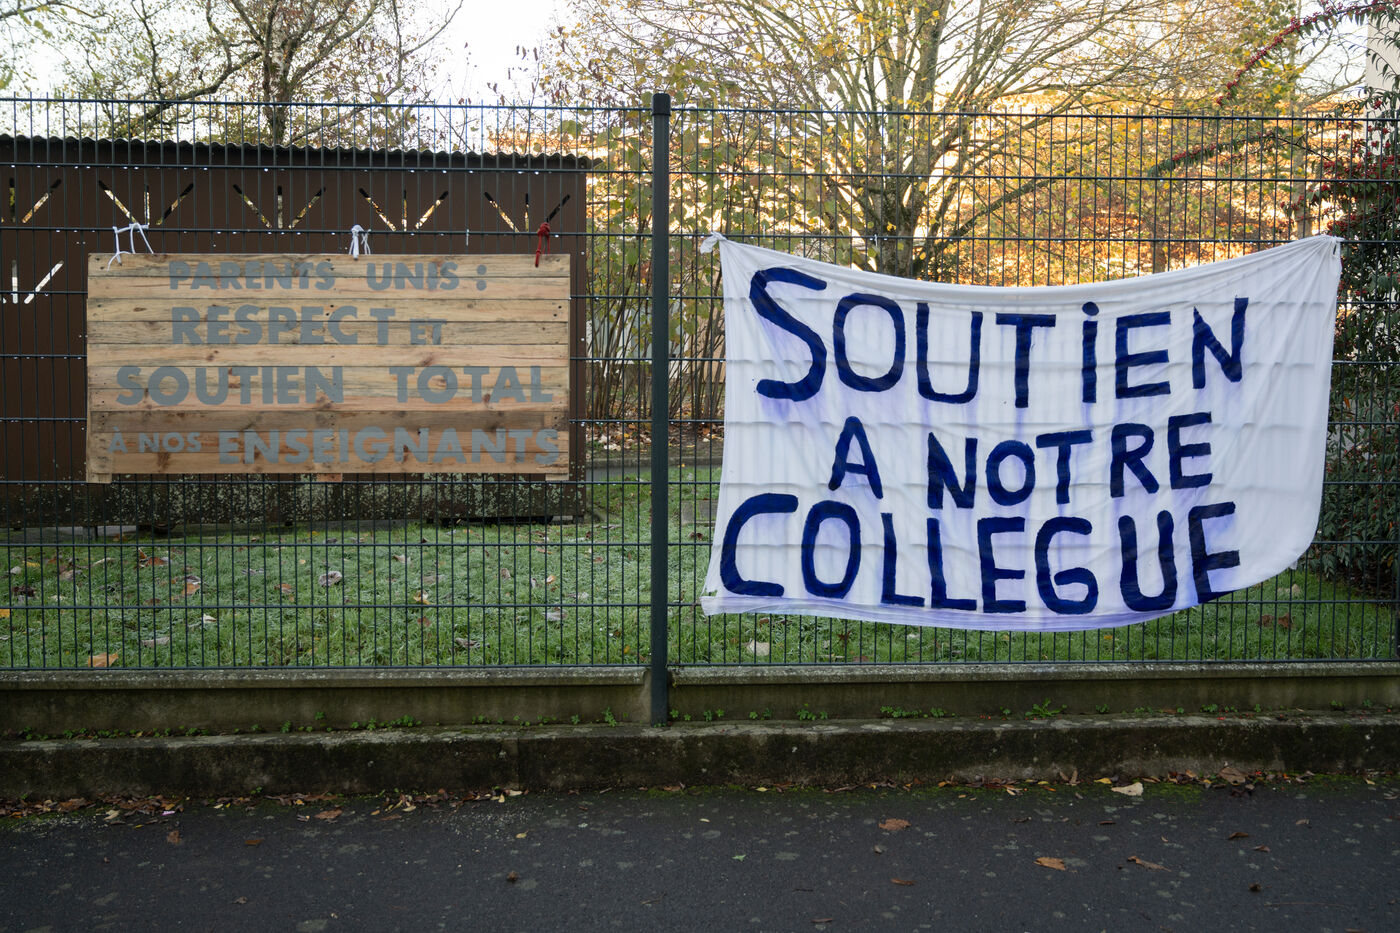 PARENTS UNIS :
RESPECT ET
SOUTIEN TOTAL
À NOS ENSEIGNANTS
SOUTiEN
A NOTRE
COLLEGUE